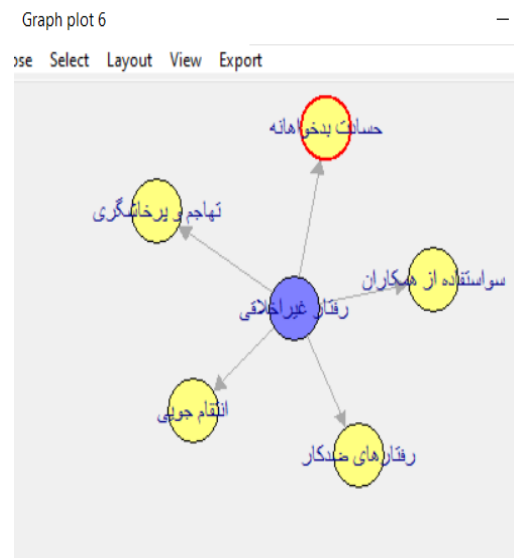 Graph plot 6
ose Select Layout View Export
حسادت بدخواهانه
تهاجم و پرخاشگری
سواستفاده از همکاران
رفتار غیراخلاقی
انتقام جویی
رفتارهای ضدکار